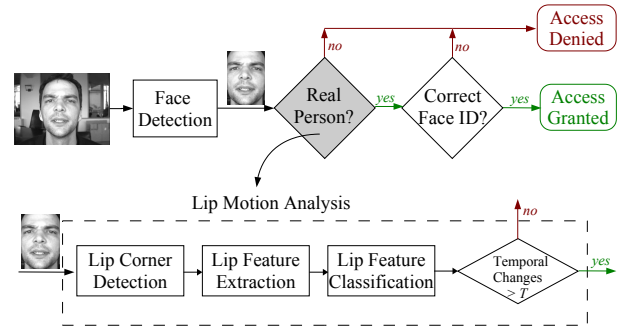 Access
Denied
no
no
Face
Detection
Real
Person?
yes
Correct
Face ID?
yes
Access
Granted
Lip Motion Analysis
no
Lip Corner
Detection
Lip Feature
Extraction
Lip Feature
Classification
Temporal
Changes
> T
yes